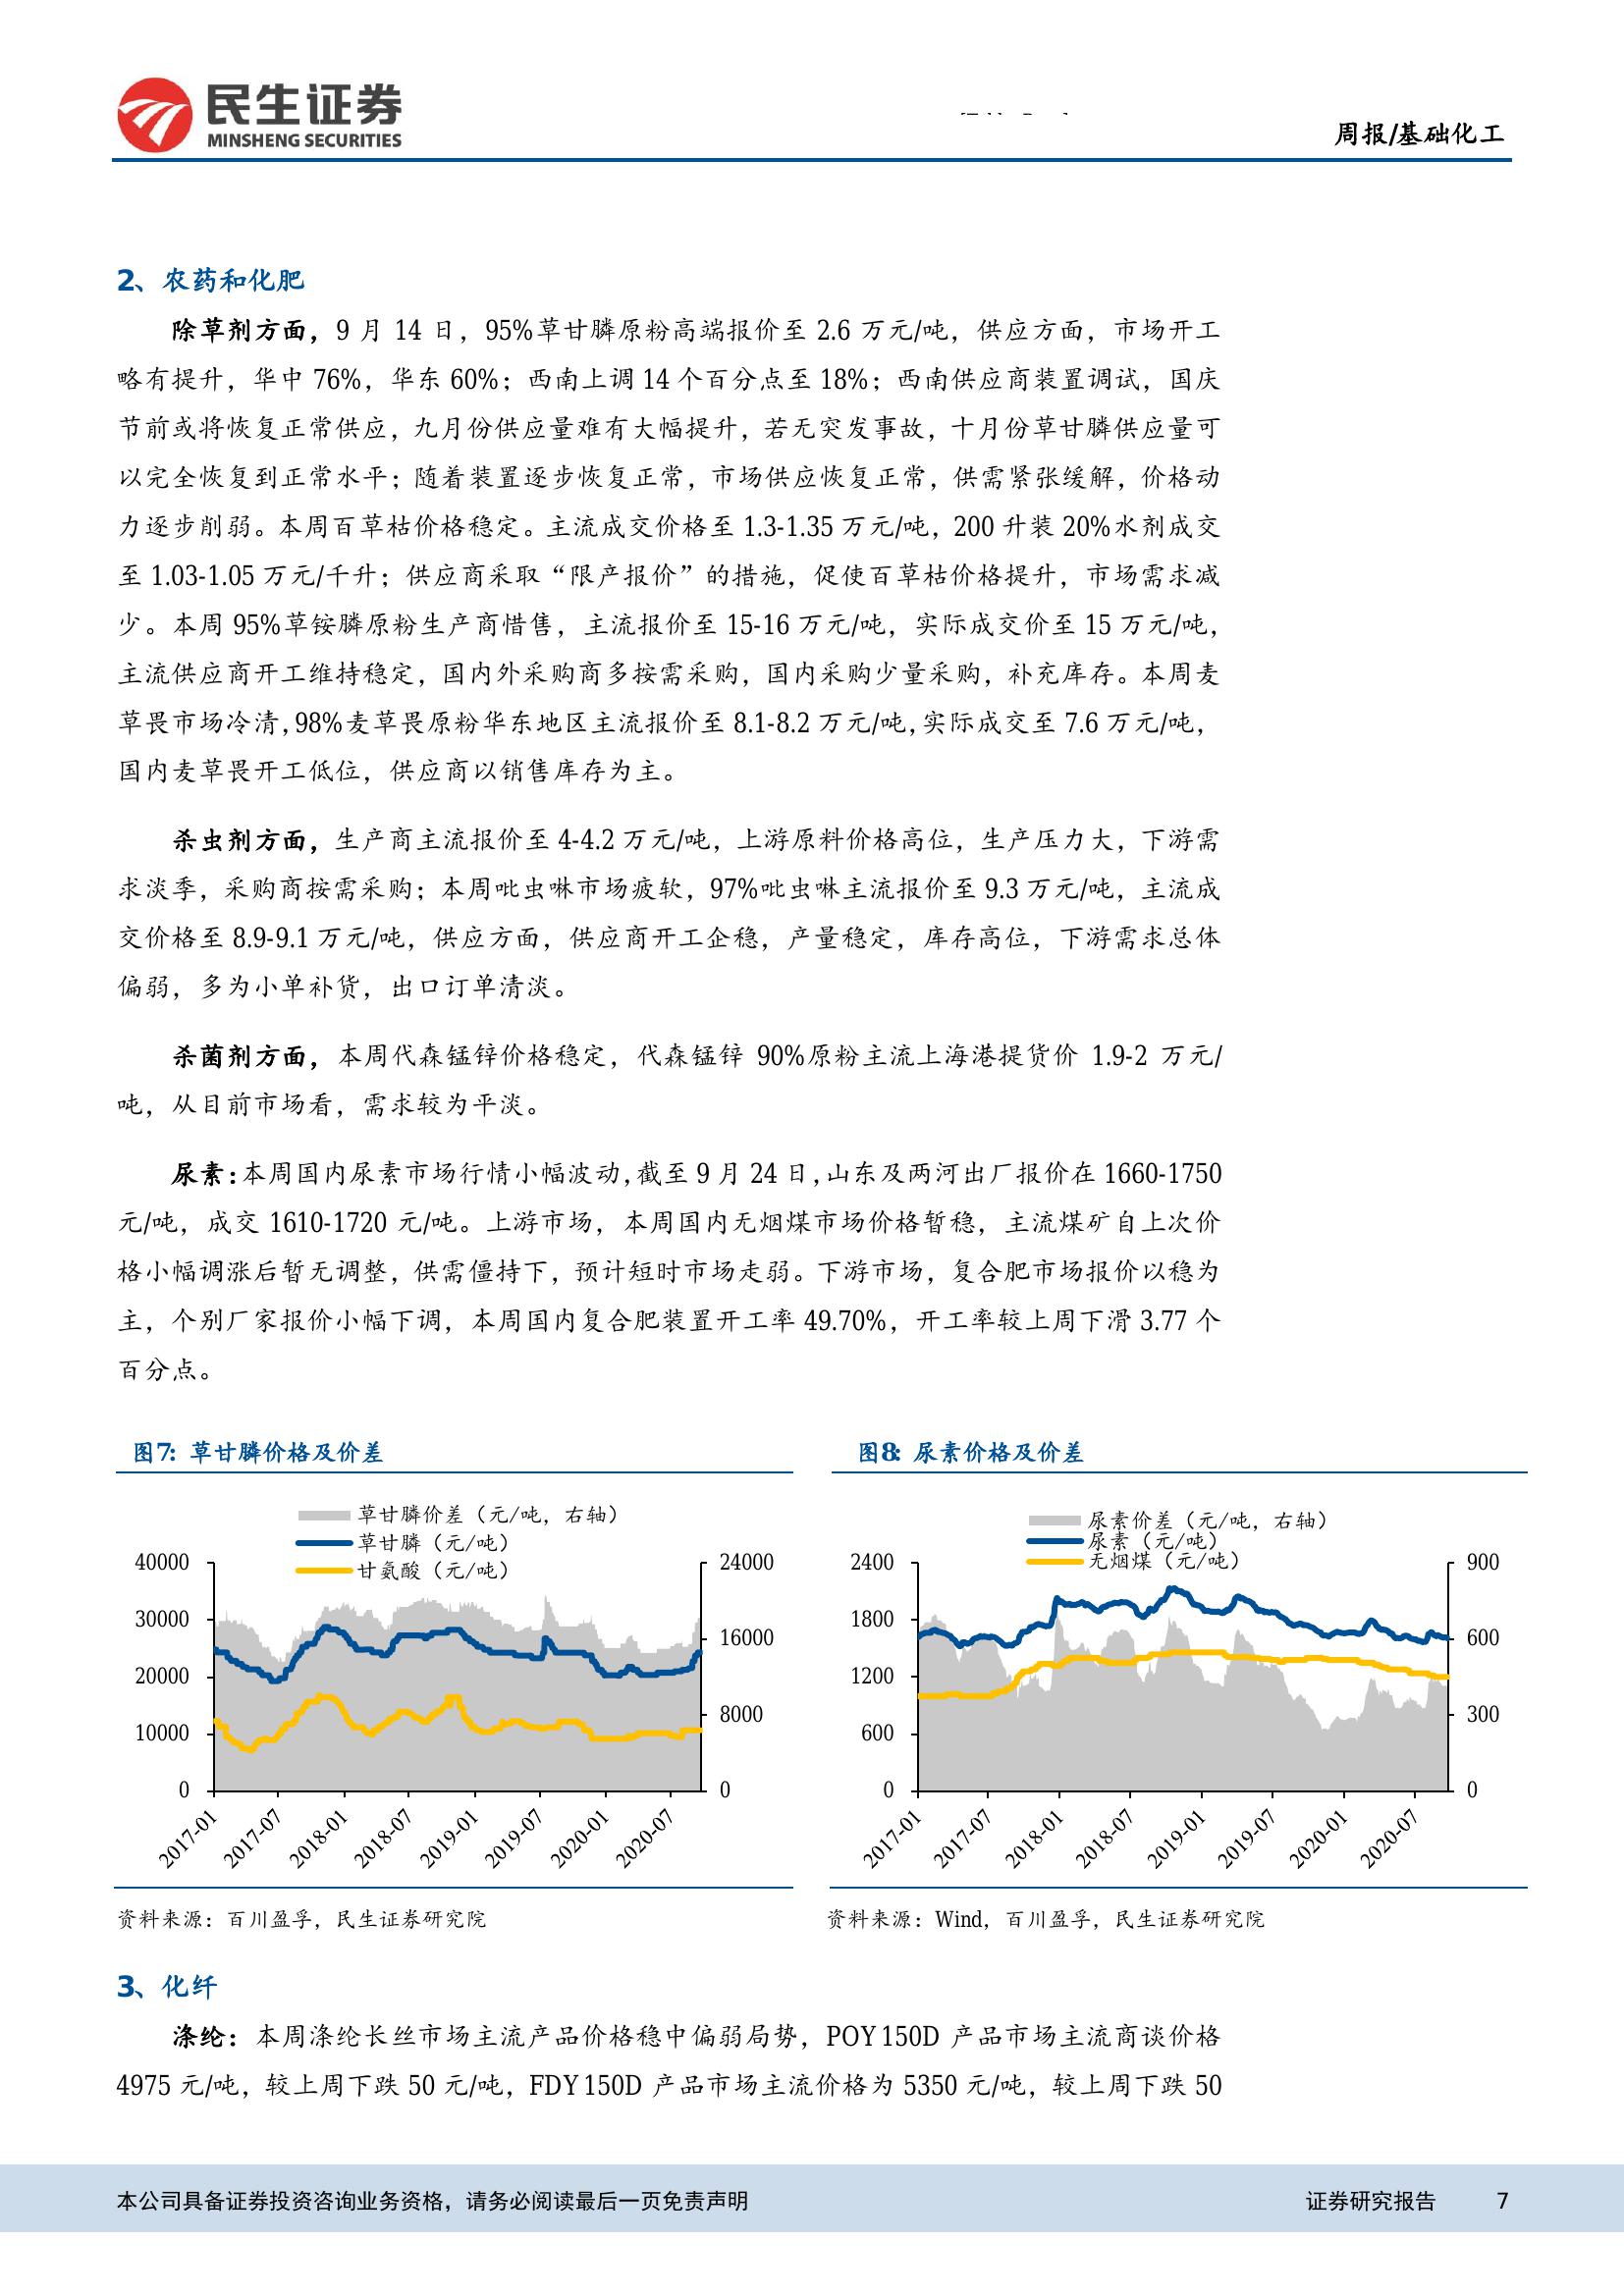 民生证券
MINSHENG SECURITIES
周报/基础化工
2、农药和化肥
除草剂方面，9 月 14 日，95%草甘膦原粉高端报价至 2.6 万元/吨，供应方面，市场开工
略有提升，华中 76%，华东 60%；西南上调 14 个百分点至 18%；西南供应商装置调试，国庆
节前或将恢复正常供应，九月份供应量难有大幅提升，若无突发事故，十月份草甘膦供应量可
以完全恢复到正常水平；随着装置逐步恢复正常，市场供应恢复正常，供需紧张缓解，价格动
力逐步削弱。本周百草枯价格稳定。主流成交价格至 1.3-1.35 万元/吨，200 升装 20%水剂成交
至 1.03-1.05 万元/千升；供应商采取“限产报价”的措施，促使百草枯价格提升，市场需求减
少。本周 95%草铵膦原粉生产商惜售，主流报价至 15-16 万元/吨，实际成交价至 15 万元/吨，
主流供应商开工维持稳定，国内外采购商多按需采购，国内采购少量采购，补充库存。本周麦
草畏市场冷清，98%麦草畏原粉华东地区主流报价至 8.1-8.2 万元/吨，实际成交至 7.6 万元/吨，
国内麦草畏开工低位，供应商以销售库存为主。
杀虫剂方面，生产商主流报价至 4-4.2 万元/吨，上游原料价格高位，生产压力大，下游需
求淡季，采购商按需采购；本周吡虫啉市场疲软，97%吡虫啉主流报价至 9.3 万元/吨，主流成
交价格至 8.9-9.1 万元/吨，供应方面，供应商开工企稳，产量稳定，库存高位，下游需求总体
偏弱，多为小单补货，出口订单清淡。
杀菌剂方面，本周代森锰锌价格稳定，代森锰锌 90%原粉主流上海港提货价 1.9-2 万元/
吨，从目前市场看，需求较为平淡。
尿素：本周国内尿素市场行情小幅波动，截至 9 月 24 日，山东及两河出厂报价在 1660-1750
元/吨，成交 1610-1720 元/吨。上游市场，本周国内无烟煤市场价格暂稳，主流煤矿自上次价
格小幅调涨后暂无调整，供需僵持下，预计短时市场走弱。下游市场，复合肥市场报价以稳为
主，个别厂家报价小幅下调，本周国内复合肥装置开工率 49.70%，开工率较上周下滑 3.77 个
百分点。
图7：草甘膦价格及价差
草甘膦价差（元/吨，右轴）
草甘膦（元/吨）
甘氨酸（元/吨）
40000
30000
20000
10000
0
24000
16000
8000
0
2017-01
2017-07
2018-01
2018-07
2019-01
2019-07
2020-01
2020-07
资料来源：百川盈孚，民生证券研究院
图8：尿素价格及价差
尿素价差（元/吨，右轴）
尿素（元/吨）
无烟煤（元/吨）
2400
1800
1200
600
0
900
600
300
0
2017-01
2017-07
2018-01
2018-07
2019-01
2019-07
2020-01
2020-07
资料来源：Wind，百川盈孚，民生证券研究院
3、化纤
涤纶：本周涤纶长丝市场主流产品价格稳中偏弱局势，POY 150D 产品市场主流商谈价格
4975 元/吨，较上周下跌 50 元/吨，FDY 150D 产品市场主流价格为 5350 元/吨，较上周下跌 50
本公司具备证券投资咨询业务资格，请务必阅读最后一页免责声明
证券研究报告 7